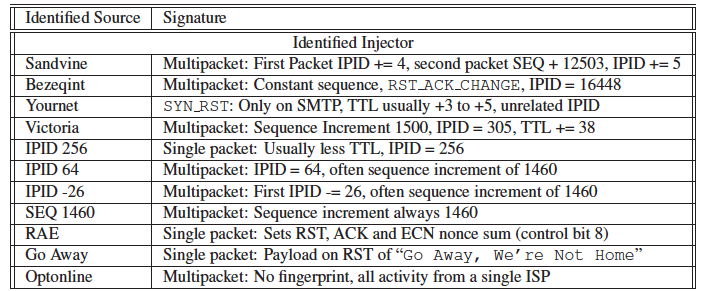 Identified Source Signature
Identified Injector
Sandvine Multipacket: First Packet IPID += 4, second packet SEQ + 12503, IPID += 5
Bezeqint Multipacket: Constant sequence, RST_ACK_CHANGE, IPID = 16448
Yournet SYN_RST: Only on SMTP, TTL usually +3 to +5, unrelated IPID
Victoria Multipacket: Sequence Increment 1500, IPID = 305, TTL += 38
IPID 256 Single packet: Usually less TTL, IPID = 256
IPID 64 Multipacket: IPID = 64, often sequence increment of 1460
IPID -26 Multipacket: First IPID -= 26, often sequence increment of 1460
SEQ 1460 Multipacket: Sequence increment always 1460
RAE Single packet: Sets RST, ACK and ECN nonce sum (control bit 8)
Go Away Single packet: Payload on RST of “Go Away, We’re Not Home”
Optonline Multipacket: No fingerprint, all activity from a single ISP